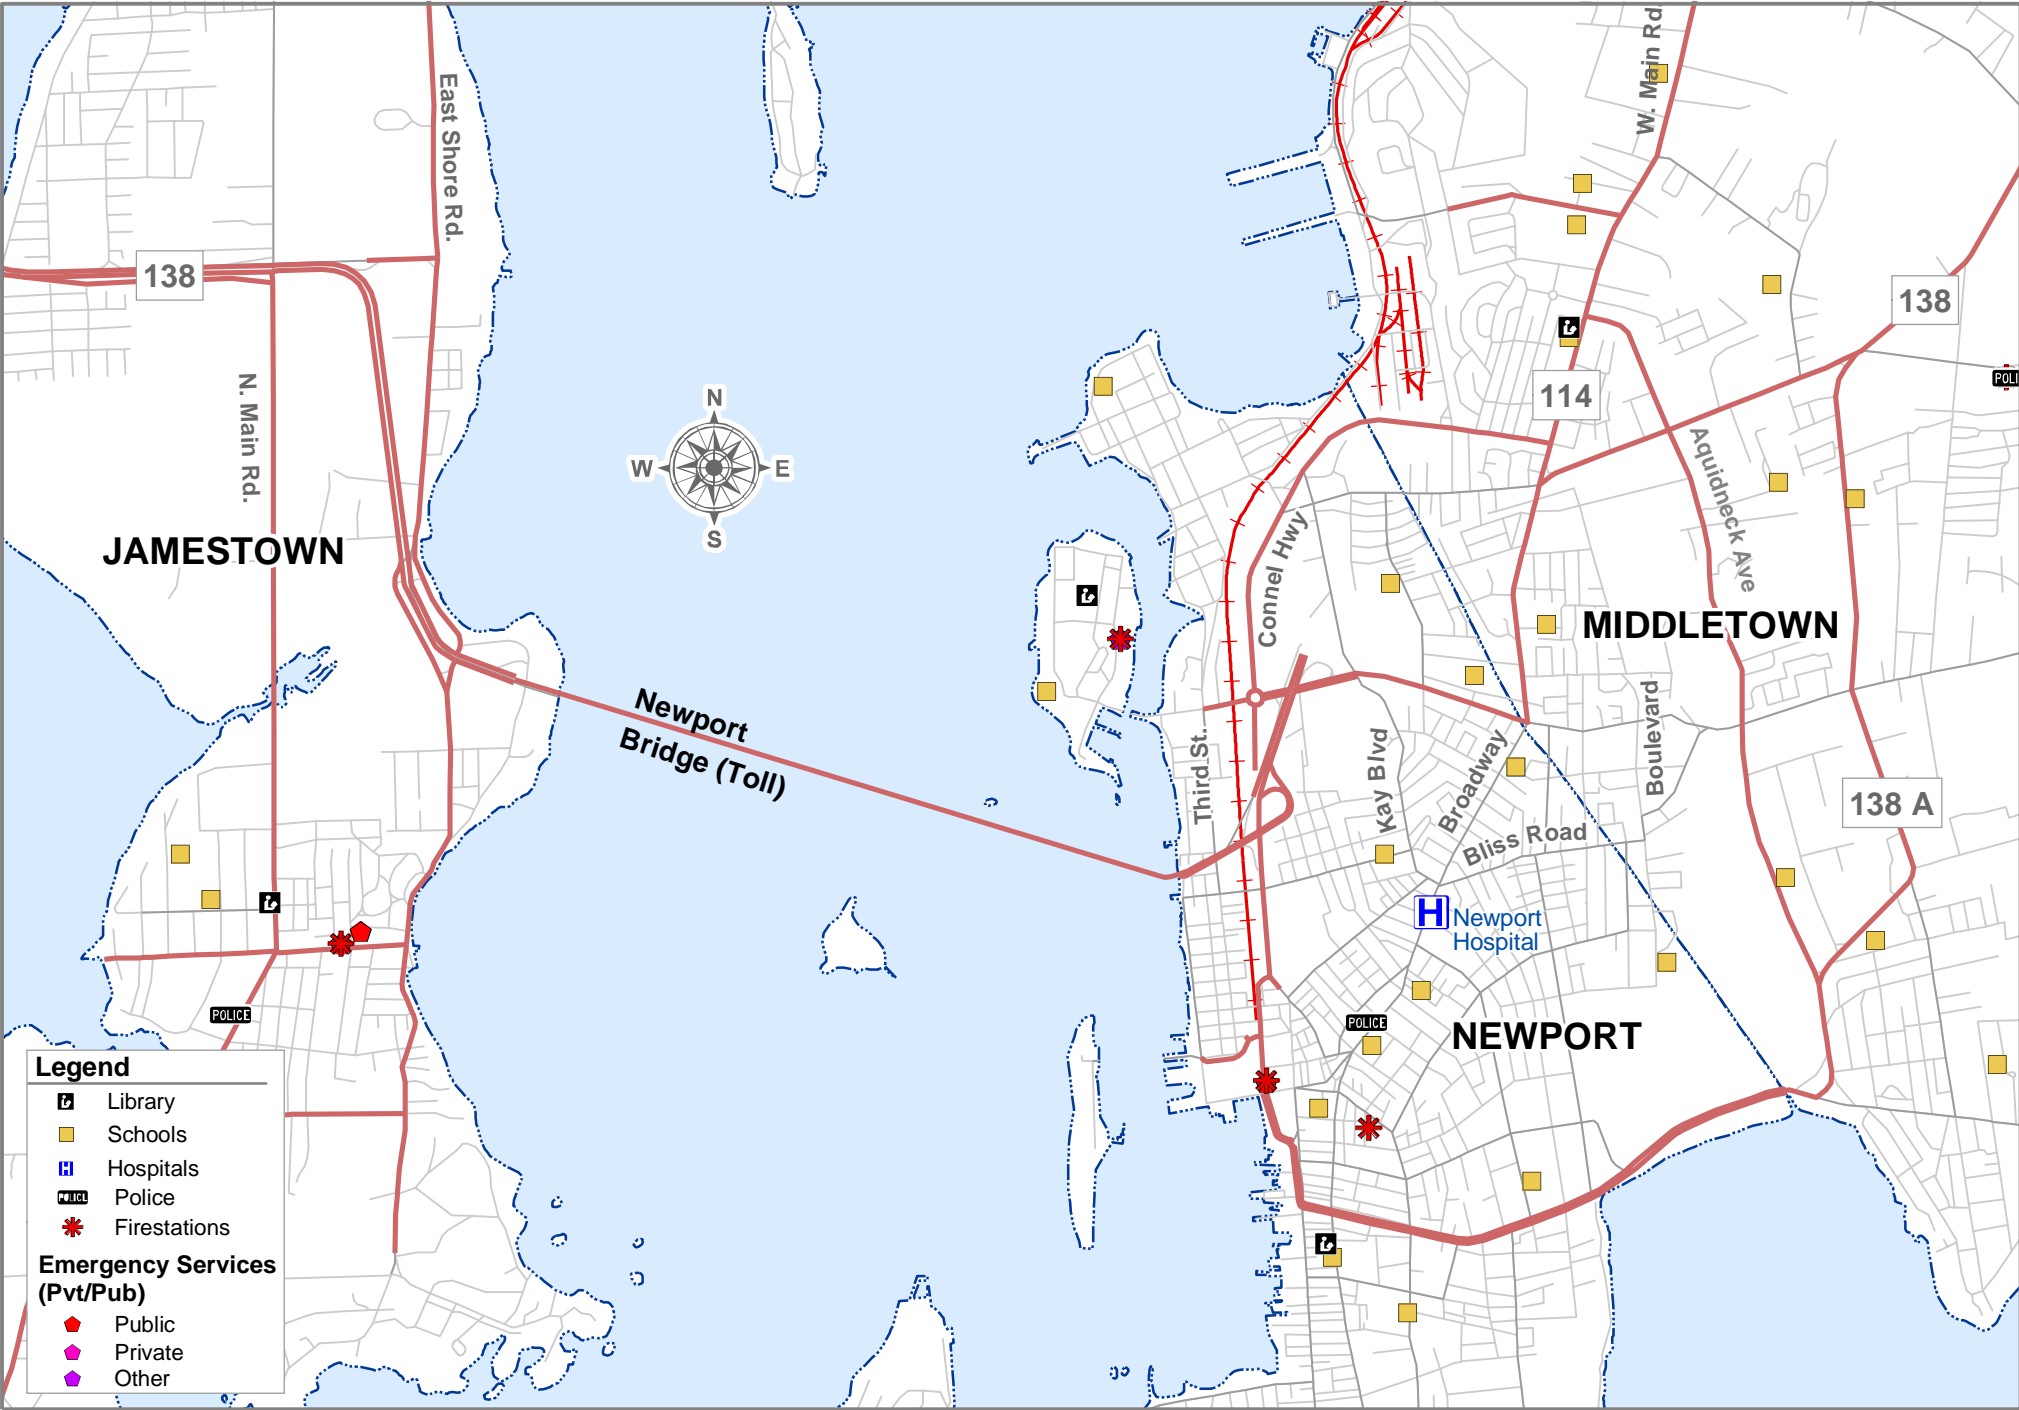 W. Main Rd.
East Shore Rd.
138
138
N. Main Rd.
114
N
W
E
S
POLI
Aquidneck Ave
JAMESTOWN
Connel Hwy
MIDDLETOWN
Newport
Bridge (Toll)
Third St.
Kay Blvd
Broadway
Boulevard
Bliss Road
138 A
H
Newport
Hospital
POLICE
POLICE
NEWPORT
Legend
Library
Schools
H
Hospitals
POLICE
Police
Firestations
Emergency Services
(Pvt/Pub)
Public
Private
Other